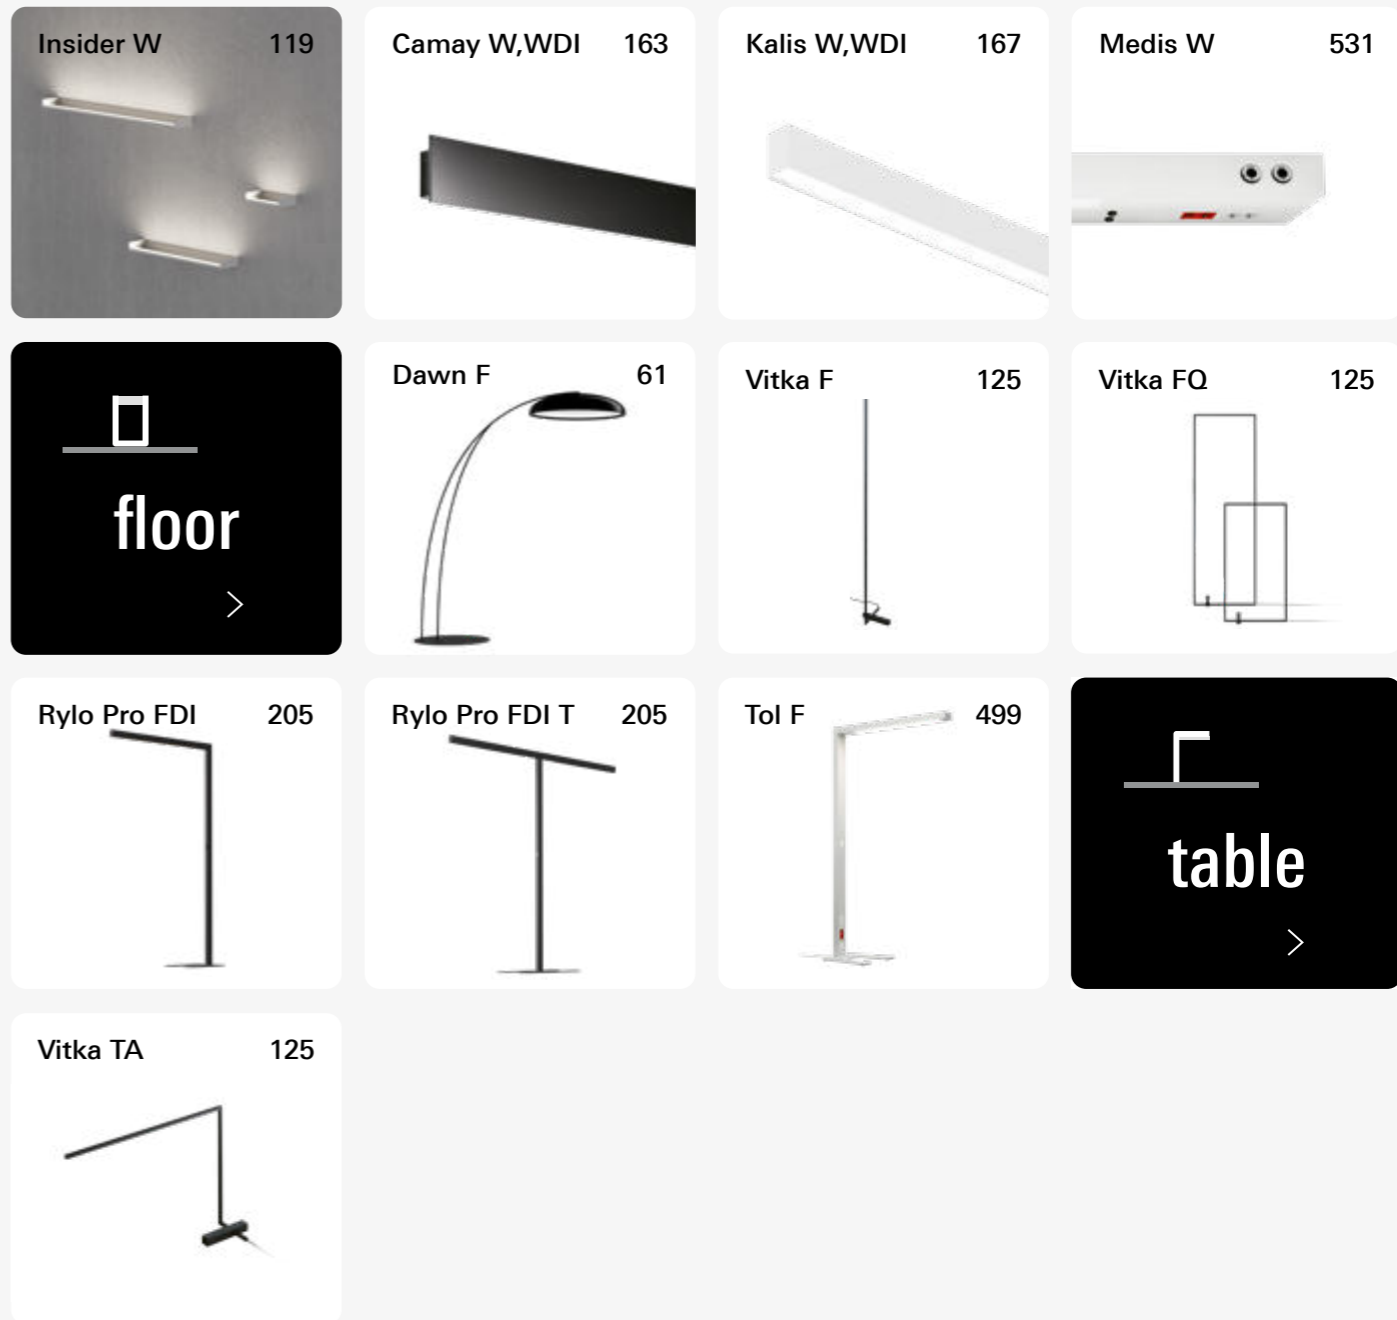 Insider W 119
Camay W,WDI 163
Kalis W,WDI 167
Medis W 531
floor
Dawn F 61
Vitka F 125
Vitka FQ 125
Rylo Pro FDI 205
Rylo Pro FDI T 205
Tol F 499
table
Vitka TA 125